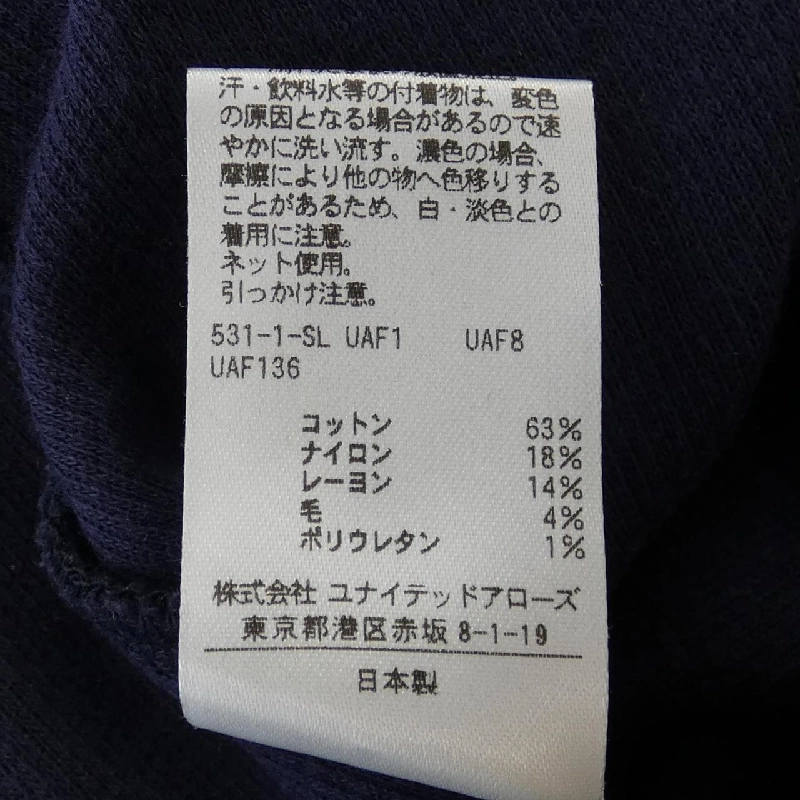 汗・飲料水等の付着物は、変色
の原因となる場合があるので速
やかに洗い流す。濃色の場合、
摩擦により他の物へ色移りする
ことがあるため、白・淡色との
着用に注意。
ネット使用。
引っかけ注意。
531-1-SL UAF1 UAF8
UAF136
コットン 63%
ナイロン 18%
レーヨン 14%
毛 4%
ポリウレタン 1%
株式会社 ユナイテッドアローズ
東京都港区赤坂 8-1-19
日本製